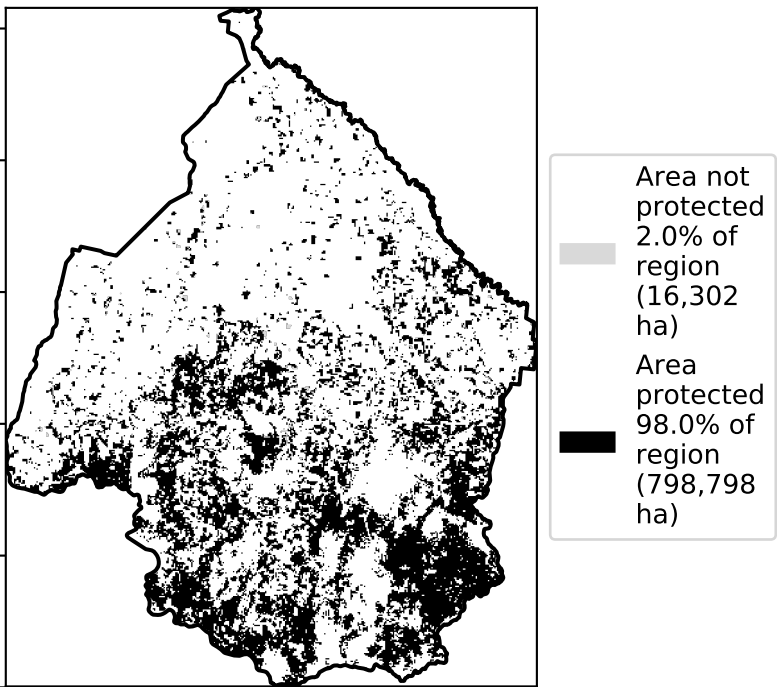 Area not
protected
2.0% of
region
(16,302
ha)
Area
protected
98.0% of
region
(798,798
ha)